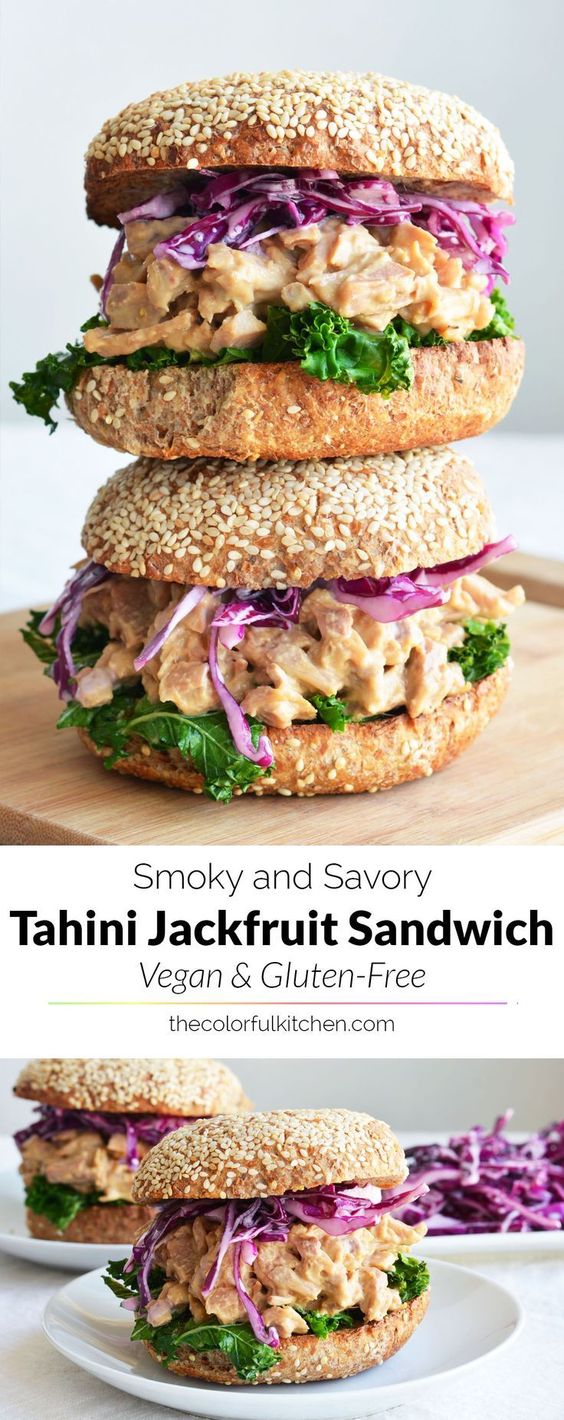 Smoky and Savory
Tahini Jackfruit Sandwich
Vegan & Gluten-Free
thecolorfulkitchen.com